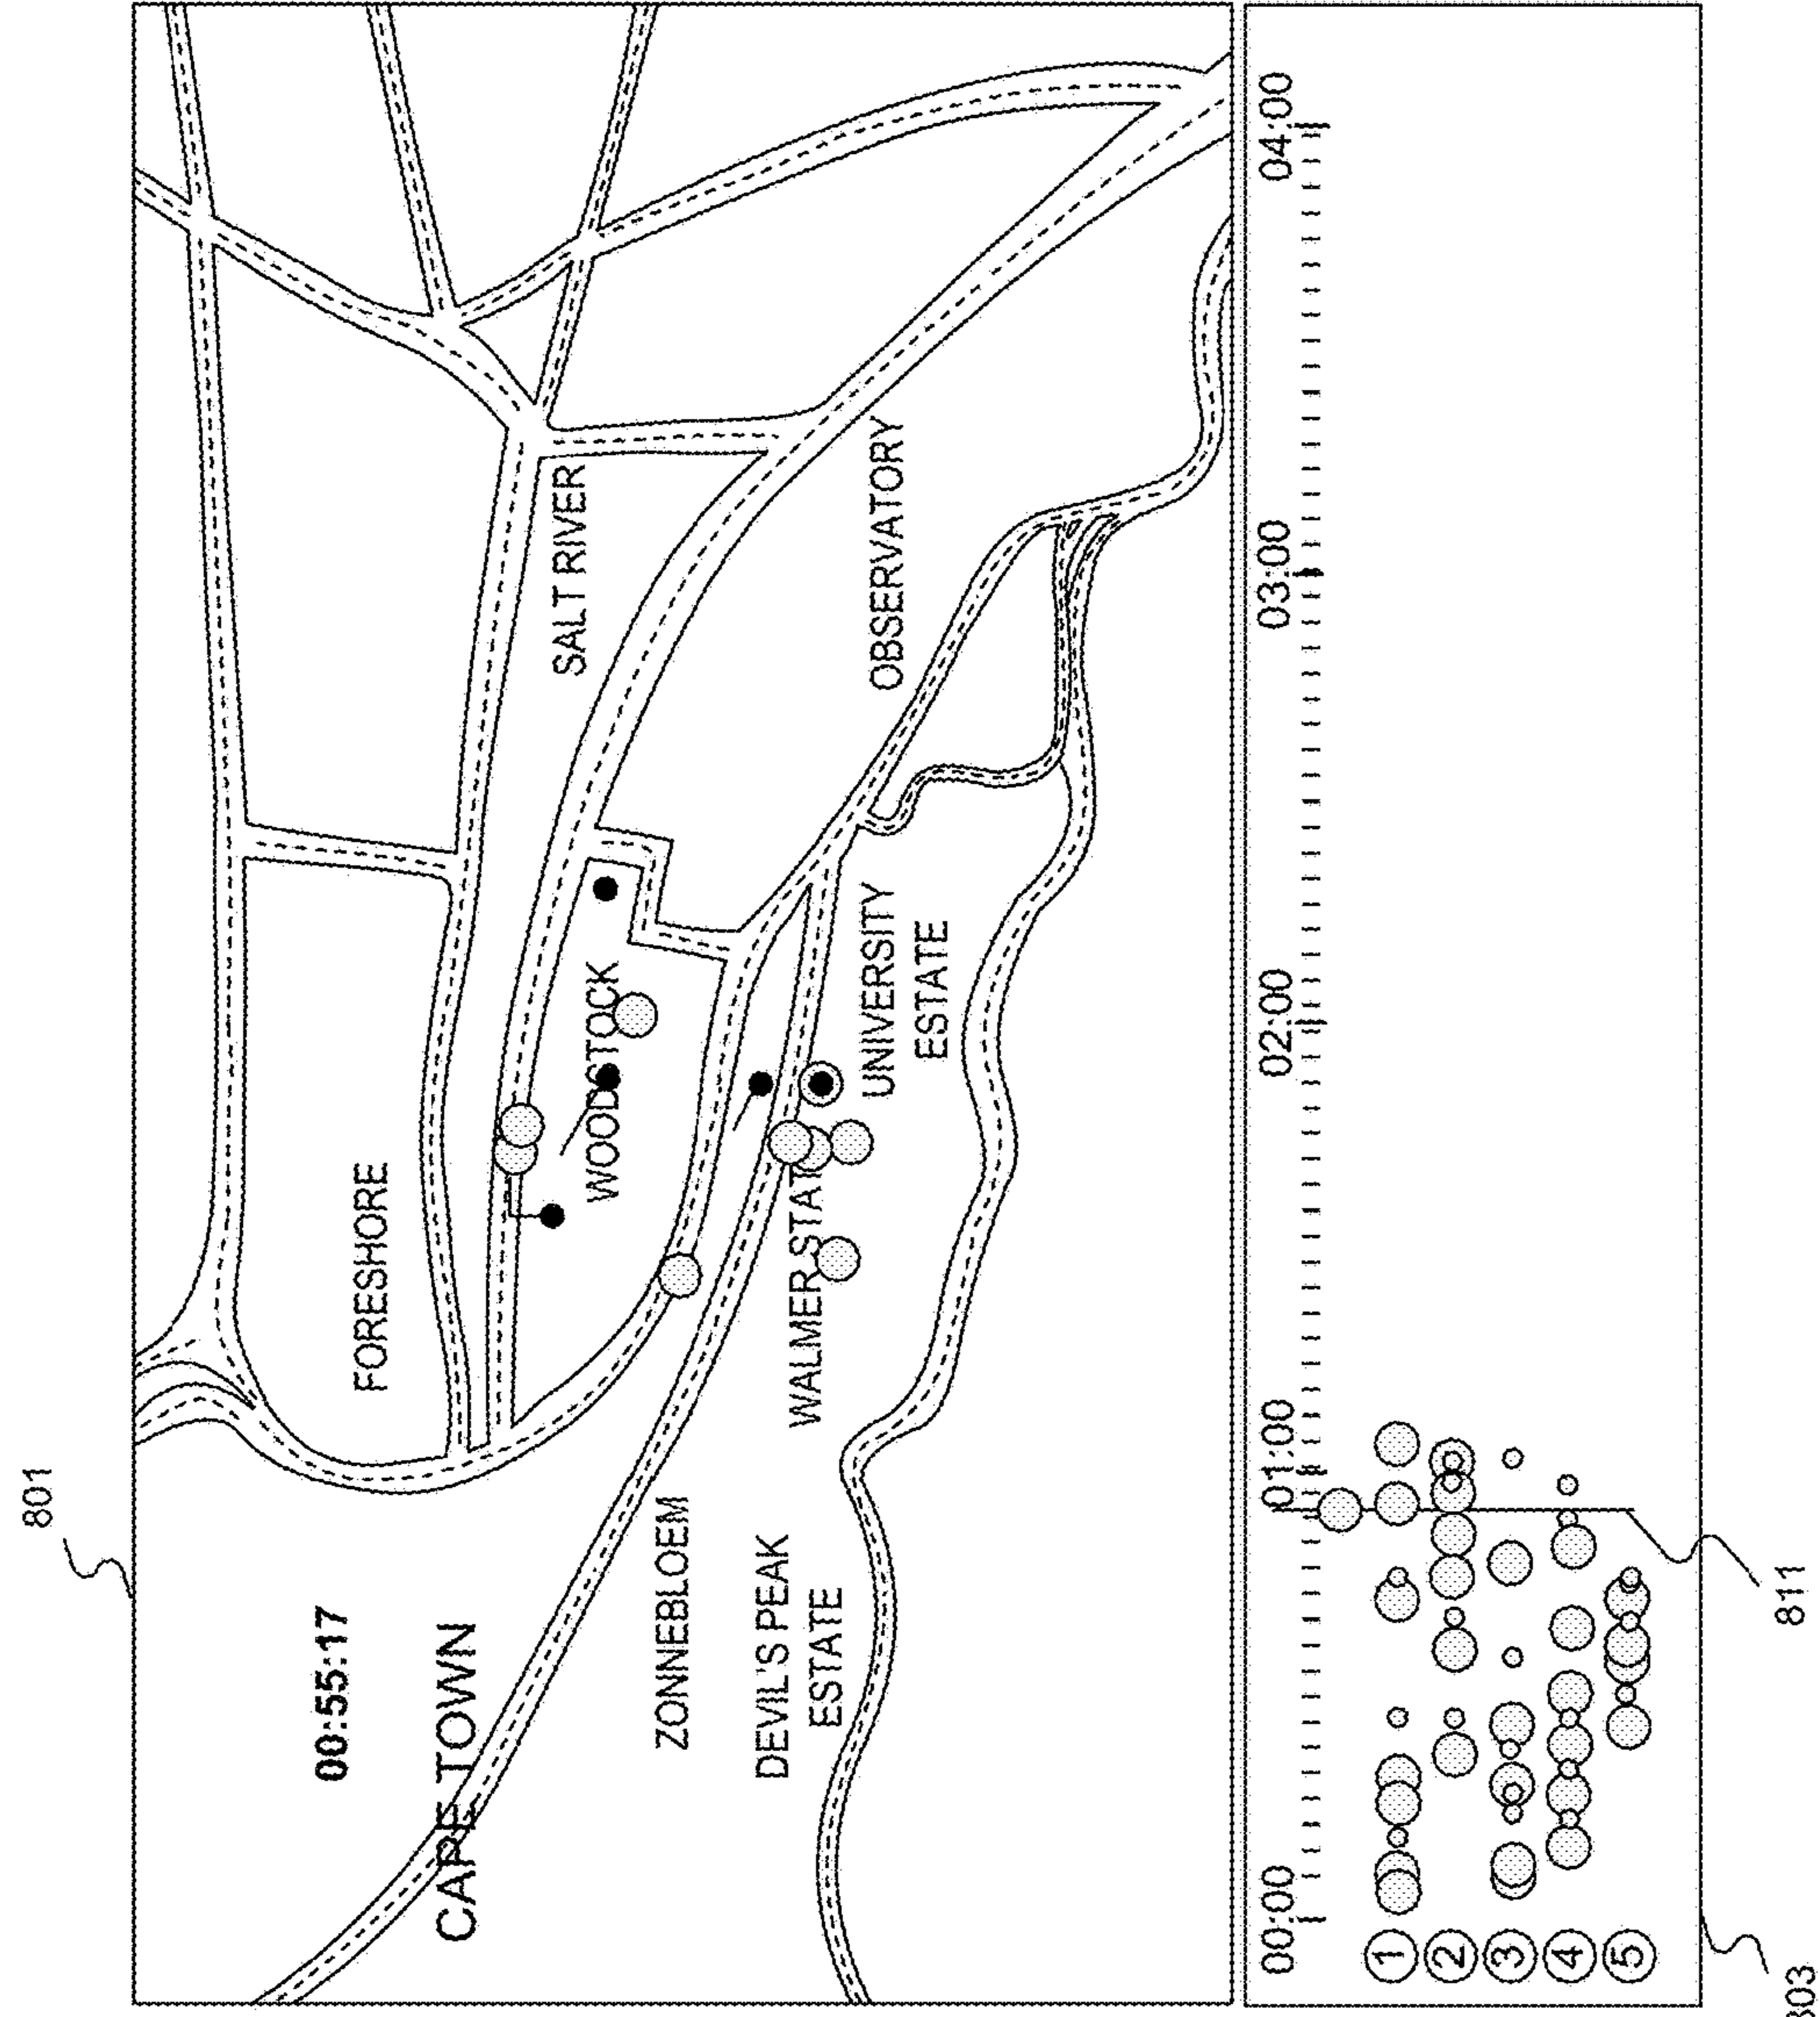 801
00:55:17
FORESHORE
CAPE TOWN
SALT RIVER
WOODSTOCK
ZONNEBLOEM
DEVIL'S PEAK
ESTATE
WALMER STAT
UNIVERSITY
ESTATE
OBSERVATORY
00:00 01:00 02:00 03:00 04:00
1
2
3
4
5
803
811